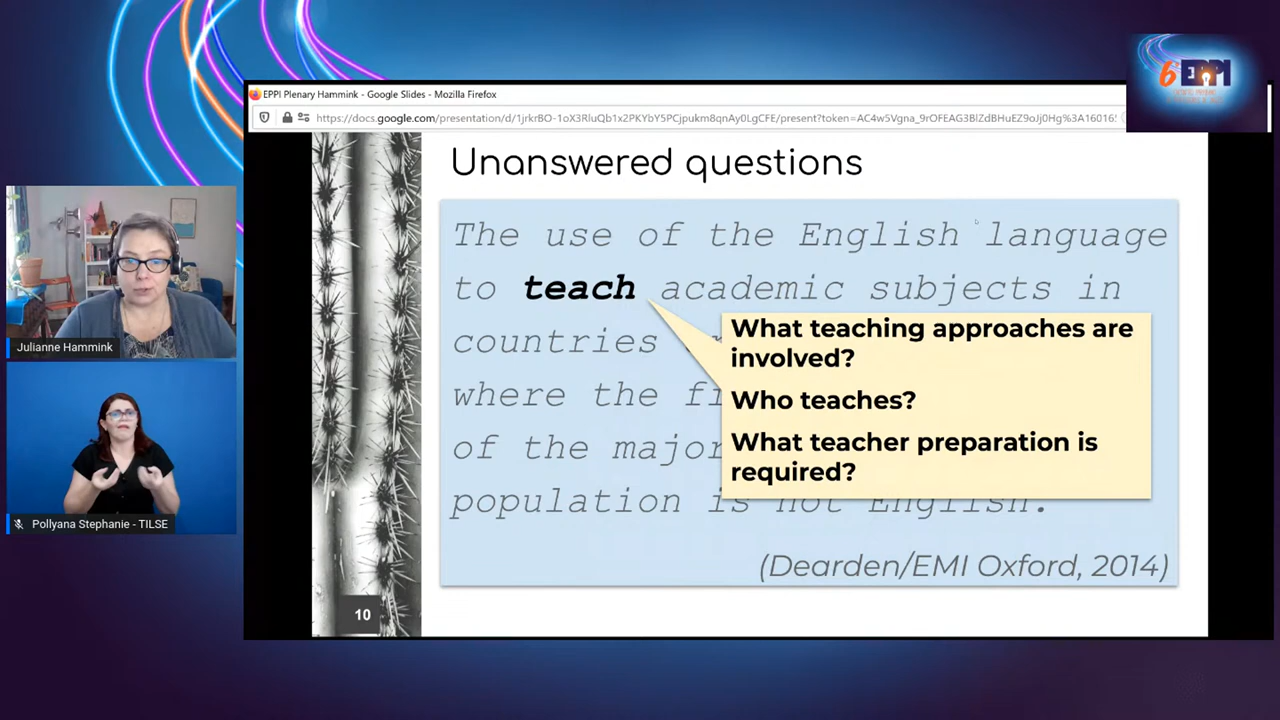 6º EPPI
EPPI Plenary Hammink - Google Slides - Mozilla Firefox
Unanswered questions
The use of the English language
to teach academic subjects in
countries
where the fi
of the major
population is not English.
What teaching approaches are
involved?
Who teaches?
What teacher preparation is
required?
(Dearden/EMI Oxford, 2014)
10
Julianne Hammink
Pollyana Stephanie - TILSE